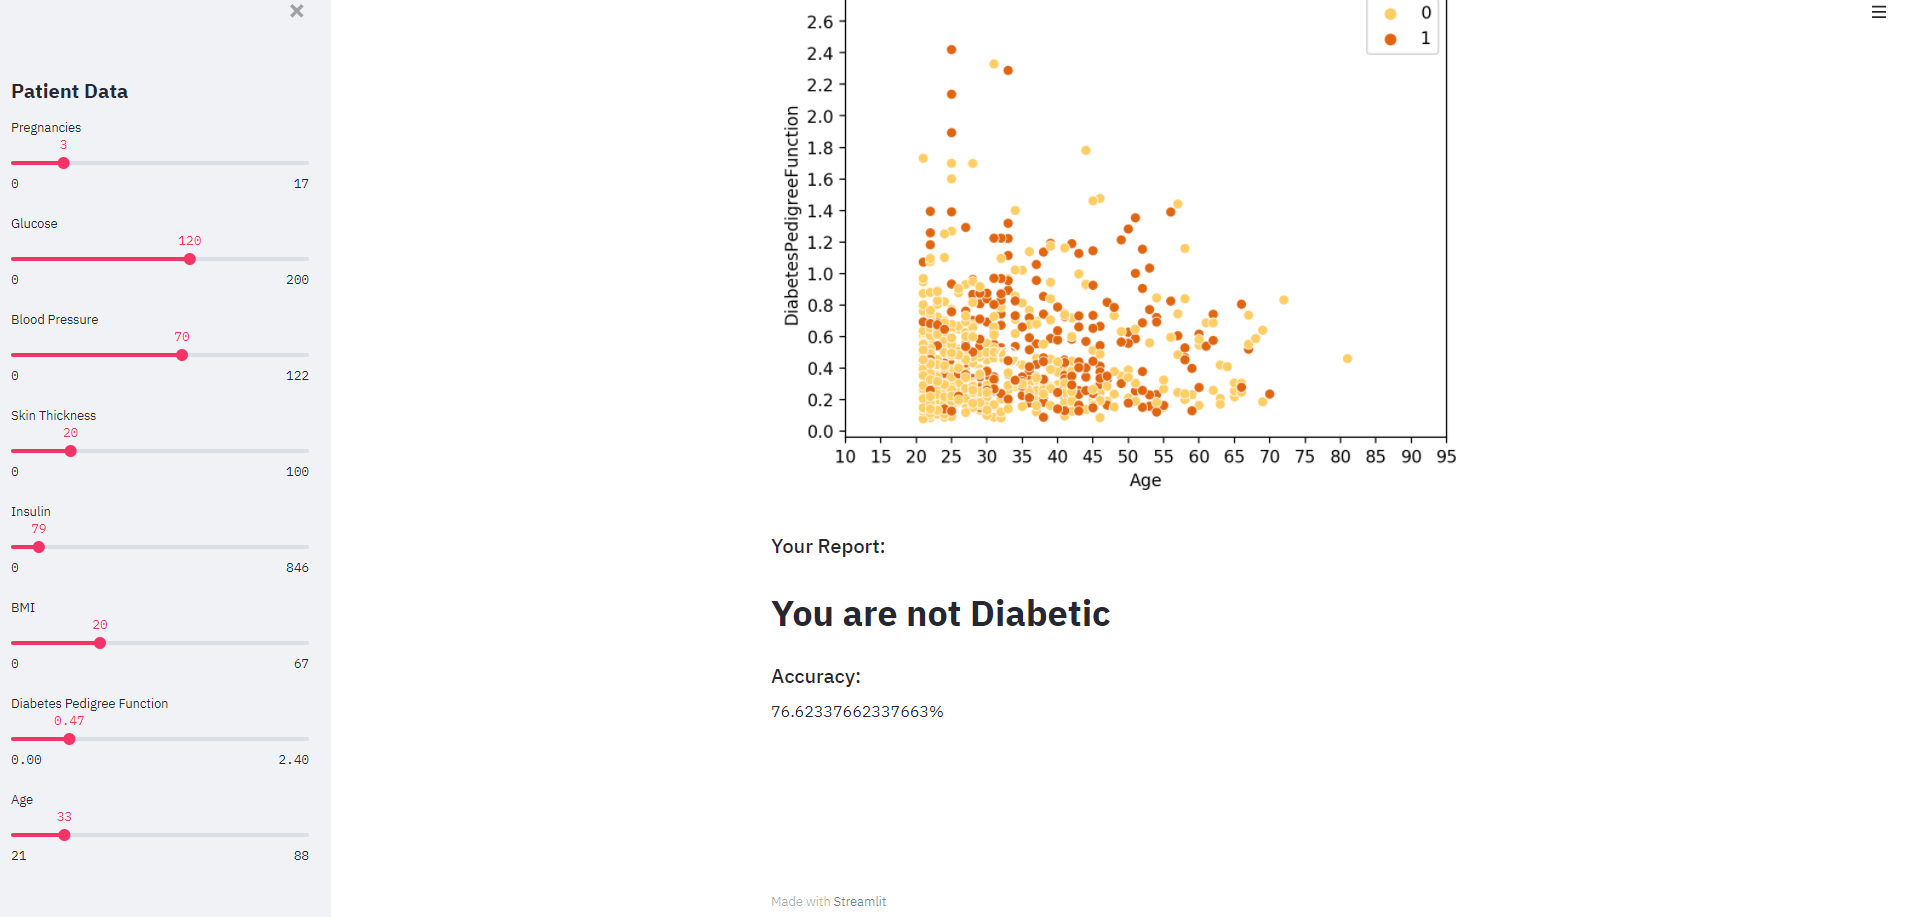 Patient Data
Pregnancies
3
0 17
Glucose
120
0 200
Blood Pressure
70
0 122
Skin Thickness
20
0 100
Insulin
79
0 846
BMI
20
0 67
Diabetes Pedigree Function
0.47
0.00 2.40
Age
33
21 88
0
1
DiabetesPedigreeFunction
2.6
2.4
2.2
2.0
1.8
1.6
1.4
1.2
1.0
0.8
0.6
0.4
0.2
0.0
10 15 20 25 30 35 40 45 50 55 60 65 70 75 80 85 90 95
Age
Your Report:
You are not Diabetic
Accuracy:
76.62337662337663%
Made with Streamlit